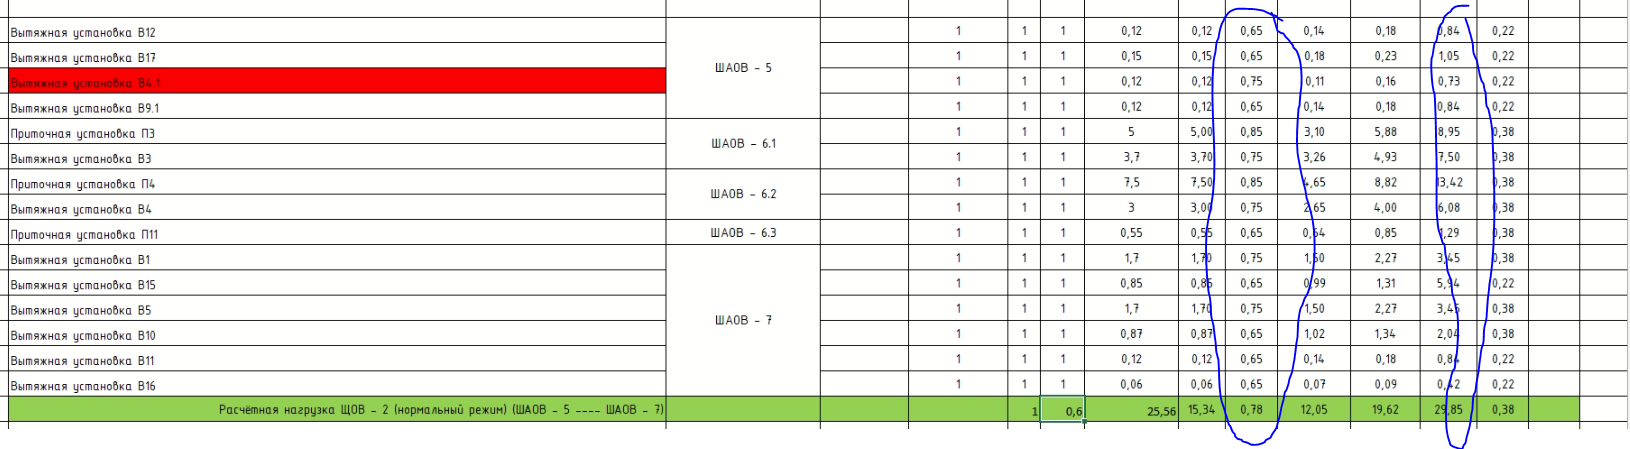 Вытяжная установка В12 1 1 1 0,12 0,12 0,65 0,14 0,18 0,84 0,22
Вытяжная установка В17 1 1 1 0,15 0,15 0,65 0,18 0,23 1,05 0,22
ШАОВ - 5
Вытяжная установка В4.1 1 1 1 0,12 0,12 0,75 0,11 0,16 0,73 0,22
Вытяжная установка В9.1 1 1 1 0,12 0,12 0,65 0,14 0,18 0,84 0,22
Приточная установка П3 1 1 1 5 5,00 0,85 3,10 5,88 8,95 0,38
ШАОВ - 6.1
Вытяжная установка В3 1 1 1 3,7 3,70 0,75 3,26 4,93 7,50 0,38
Приточная установка П4 1 1 1 7,5 7,50 0,85 4,65 8,82 13,42 0,38
ШАОВ - 6.2
Вытяжная установка В4 1 1 1 3 3,00 0,75 2,65 4,00 6,08 0,38
Приточная установка П11 ШАОВ - 6.3 1 1 1 0,55 0,55 0,65 0,64 0,85 1,29 0,38
Вытяжная установка В1 1 1 1 1,7 1,70 0,75 1,50 2,27 3,45 0,38
Вытяжная установка В15 1 1 1 0,85 0,85 0,65 0,99 1,31 5,94 0,22
Вытяжная установка В5 1 1 1 1,7 1,70 0,75 1,50 2,27 3,45 0,38
ШАОВ - 7
Вытяжная установка В10 1 1 1 0,87 0,87 0,65 1,02 1,34 2,04 0,38
Вытяжная установка В11 1 1 1 0,12 0,12 0,65 0,14 0,18 0,84 0,22
Вытяжная установка В16 1 1 1 0,06 0,06 0,65 0,07 0,09 0,42 0,22
Расчётная нагрузка ЩОВ - 2 (нормальный режим) (ШАОВ - 5 ---- ШАОВ - 7) 1 0,6 25,56 15,34 0,78 12,05 19,62 29,85 0,38